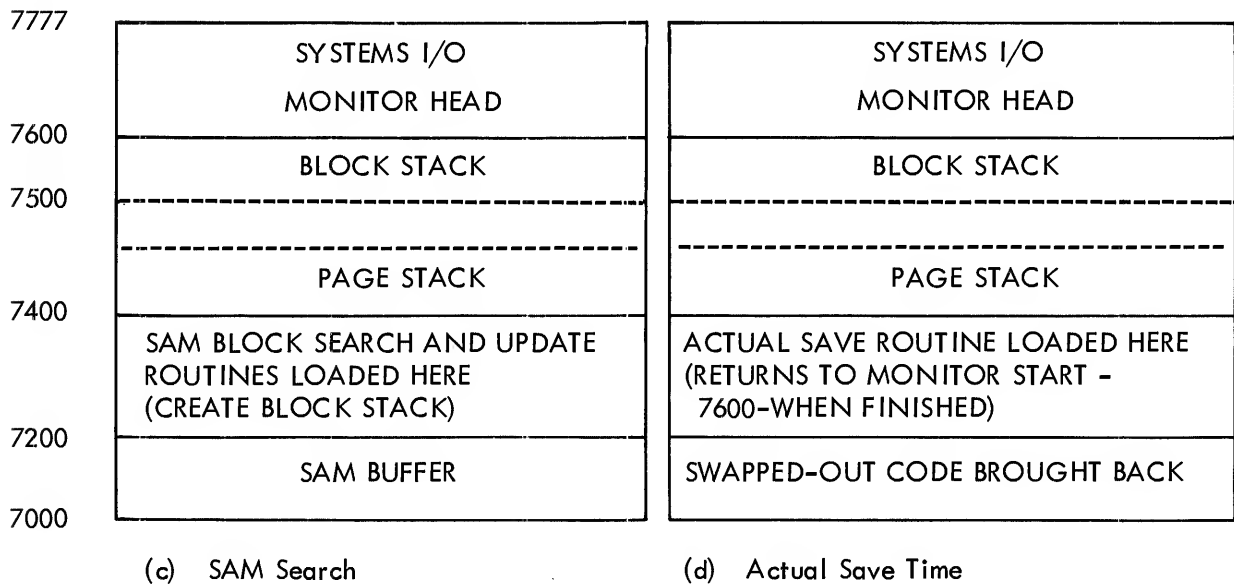 7777
SYSTEMS I/O
MONITOR HEAD
7600
BLOCK STACK
7500
PAGE STACK
7400
SAM BLOCK SEARCH AND UPDATE
ROUTINES LOADED HERE
(CREATE BLOCK STACK)
7200
SAM BUFFER
7000
(c) SAM Search
SYSTEMS I/O
MONITOR HEAD
BLOCK STACK
PAGE STACK
ACTUAL SAVE ROUTINE LOADED HERE
(RETURNS TO MONITOR START -
7600-WHEN FINISHED)
SWAPPED-OUT CODE BROUGHT BACK
(d) Actual Save Time